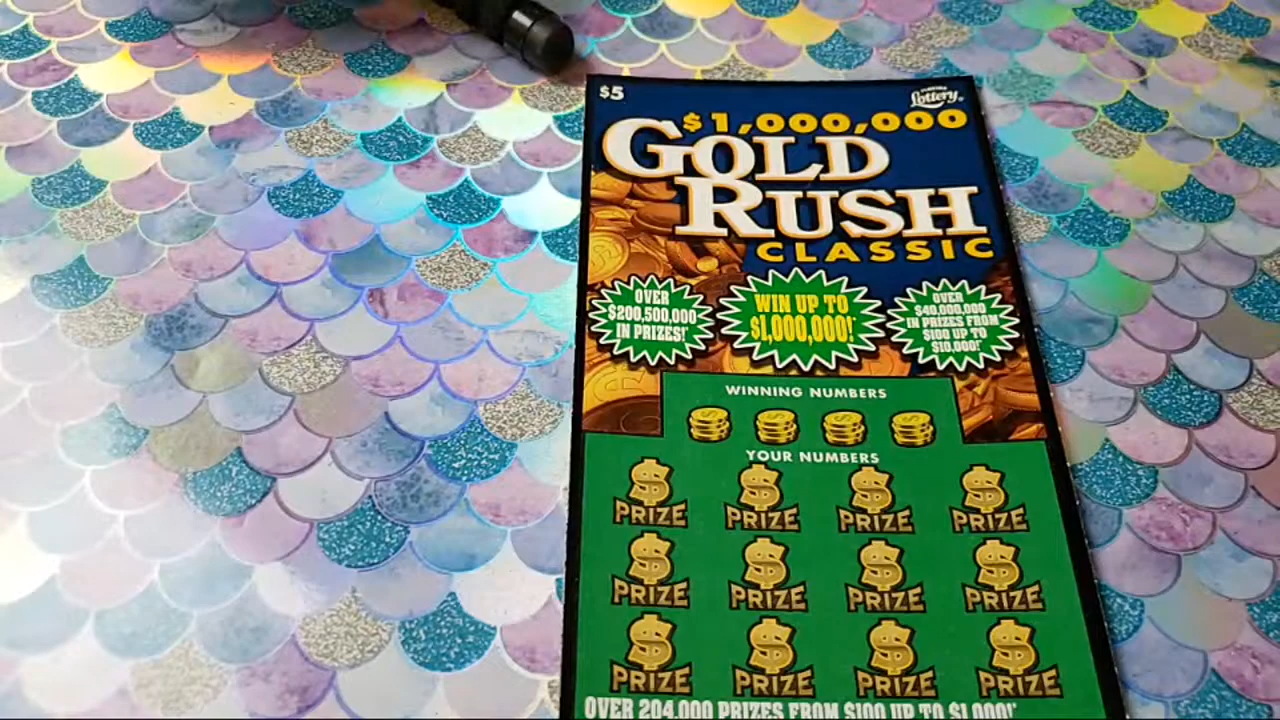 $5
Lottery
$1,000,000
GOLD
RUSH
CLASSIC
OVER
$200,500,000
IN PRIZES!*
WIN UP TO
$1,000,000!*
OVER
$40,000,000
IN PRIZES FROM
$100 UP TO
$10,000!*
WINNING NUMBERS
YOUR NUMBERS
PRIZE PRIZE PRIZE PRIZE
PRIZE PRIZE PRIZE PRIZE
PRIZE PRIZE PRIZE PRIZE
OVER 204,000 PRIZES FROM $100 UP TO $1,000!*